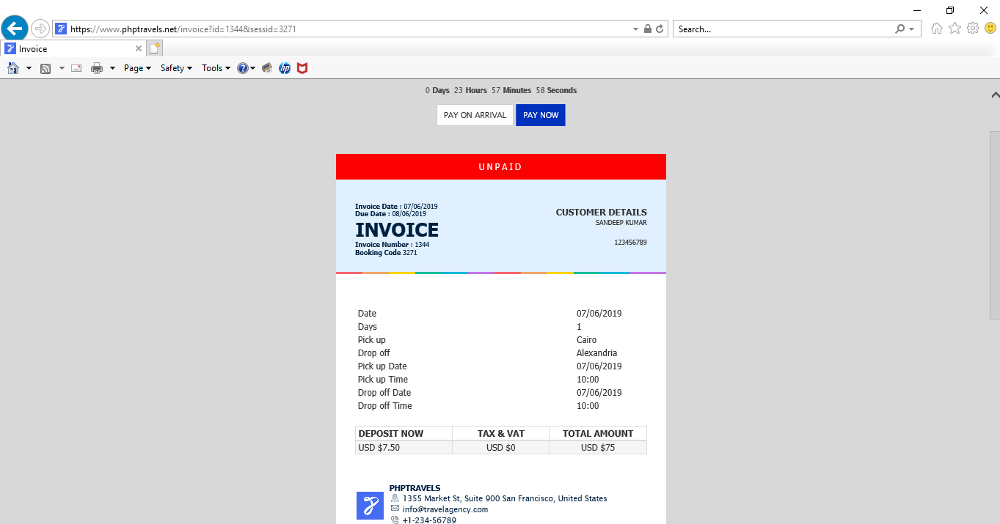 https://www.phptravels.net/invoice?id=1344&sessid=3271
Search...
Invoice
Page Safety Tools
0 Days 23 Hours 57 Minutes 58 Seconds
PAY ON ARRIVAL PAY NOW
UNPAID
Invoice Date : 07/06/2019
Due Date : 08/06/2019
INVOICE
Invoice Number : 1344
Booking Code 3271
CUSTOMER DETAILS
SANDEEP KUMAR
123456789
Date 07/06/2019
Days 1
Pick up Cairo
Drop off Alexandria
Pick up Date 07/06/2019
Pick up Time 10:00
Drop off Date 07/06/2019
Drop off Time 10:00
DEPOSIT NOW TAX & VAT TOTAL AMOUNT
USD $7.50 USD $0 USD $75
PHPTRAVELS
1355 Market St, Suite 900 San Francisco, United States
info@travelagency.com
+1-234-56789